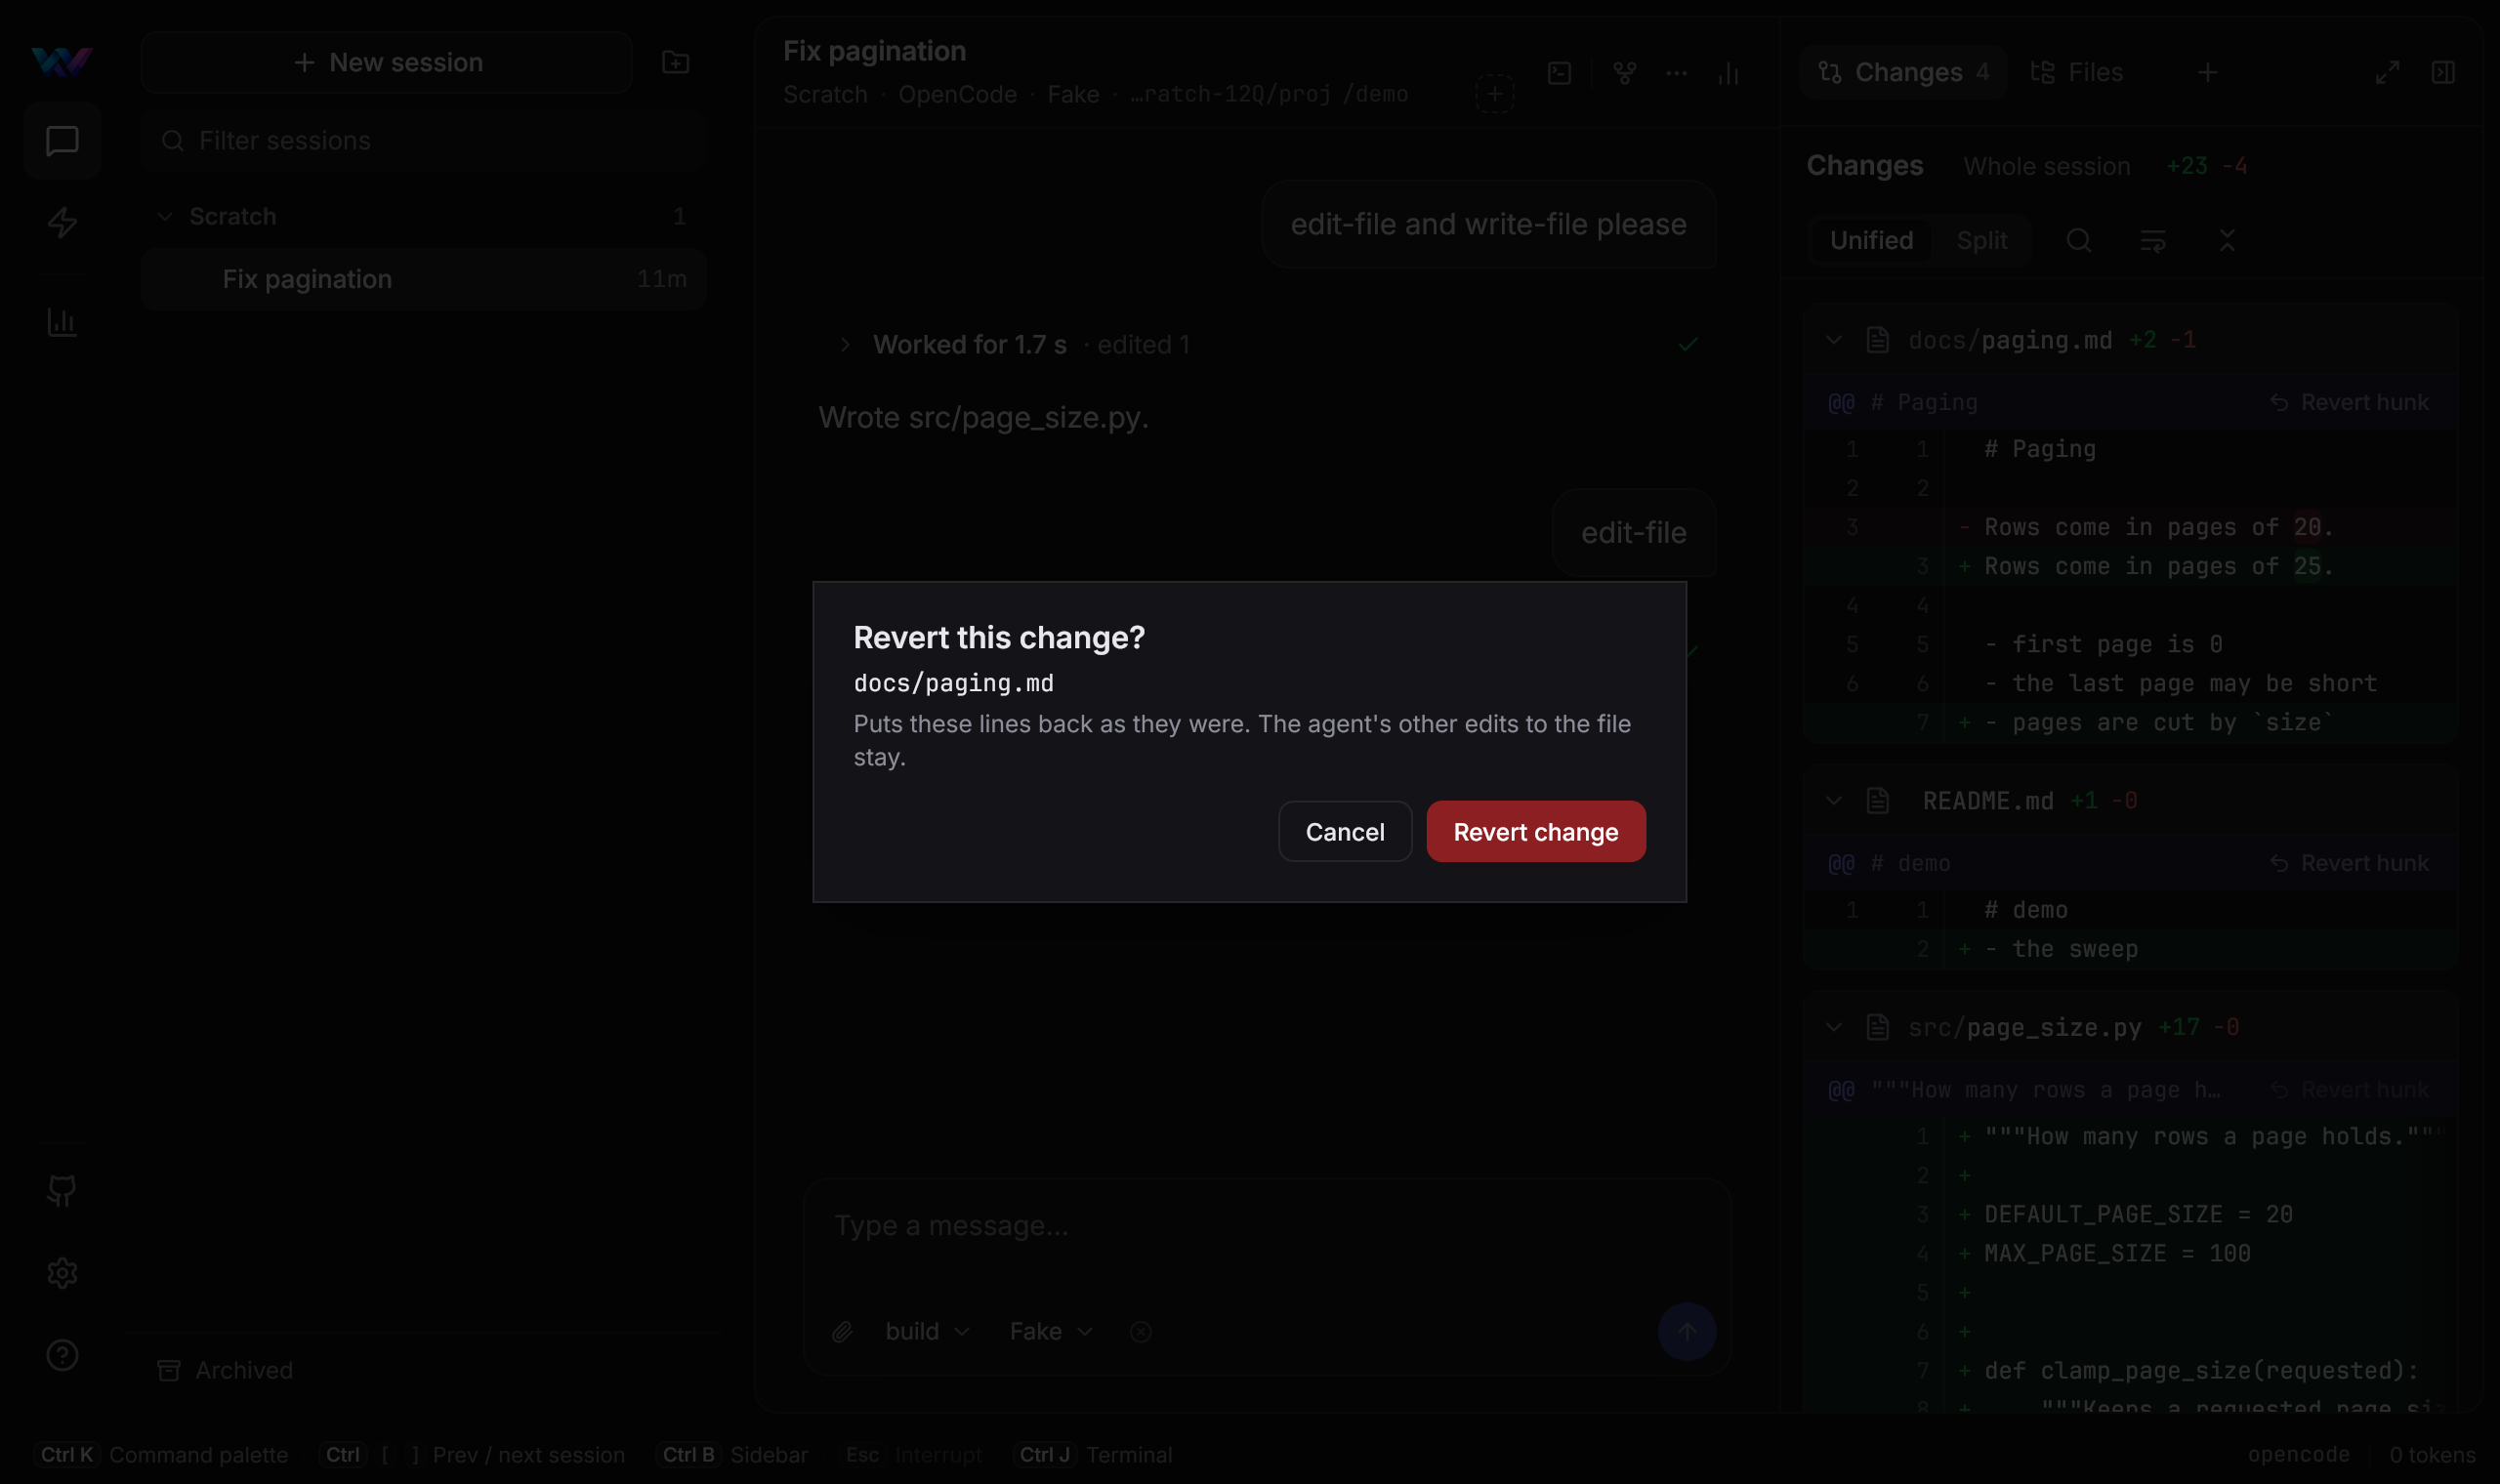 New session
Filter sessions
Scratch 1
Fix pagination 11m
Archived
Fix pagination
Scratch · OpenCode · Fake · …ratch-12Q/proj /demo
edit-file and write-file please
Worked for 1.7 s · edited 1
Wrote src/page_size.py.
edit-file
Revert this change?
docs/paging.md
Puts these lines back as they were. The agent's other edits to the file
stay.
Cancel Revert change
Type a message...
build Fake
Changes 4 Files
Changes Whole session +23 -4
Unified Split
docs/paging.md +2 -1
@@ # Paging Revert hunk
1 1 # Paging
2 2
3 - Rows come in pages of 20.
3 + Rows come in pages of 25.
4 4
5 5 - first page is 0
6 6 - the last page may be short
7 + - pages are cut by `size`
README.md +1 -0
@@ # demo Revert hunk
1 1 # demo
2 + - the sweep
src/page_size.py +17 -0
@@ """How many rows a page h… Revert hunk
1 + """How many rows a page holds."""
2 +
3 + DEFAULT_PAGE_SIZE = 20
4 + MAX_PAGE_SIZE = 100
5 +
6 +
7 + def clamp_page_size(requested):
8 + """Keeps a requested page siz
Ctrl K Command palette Ctrl [ ] Prev / next session Ctrl B Sidebar Esc Interrupt Ctrl J Terminal
opencode 0 tokens